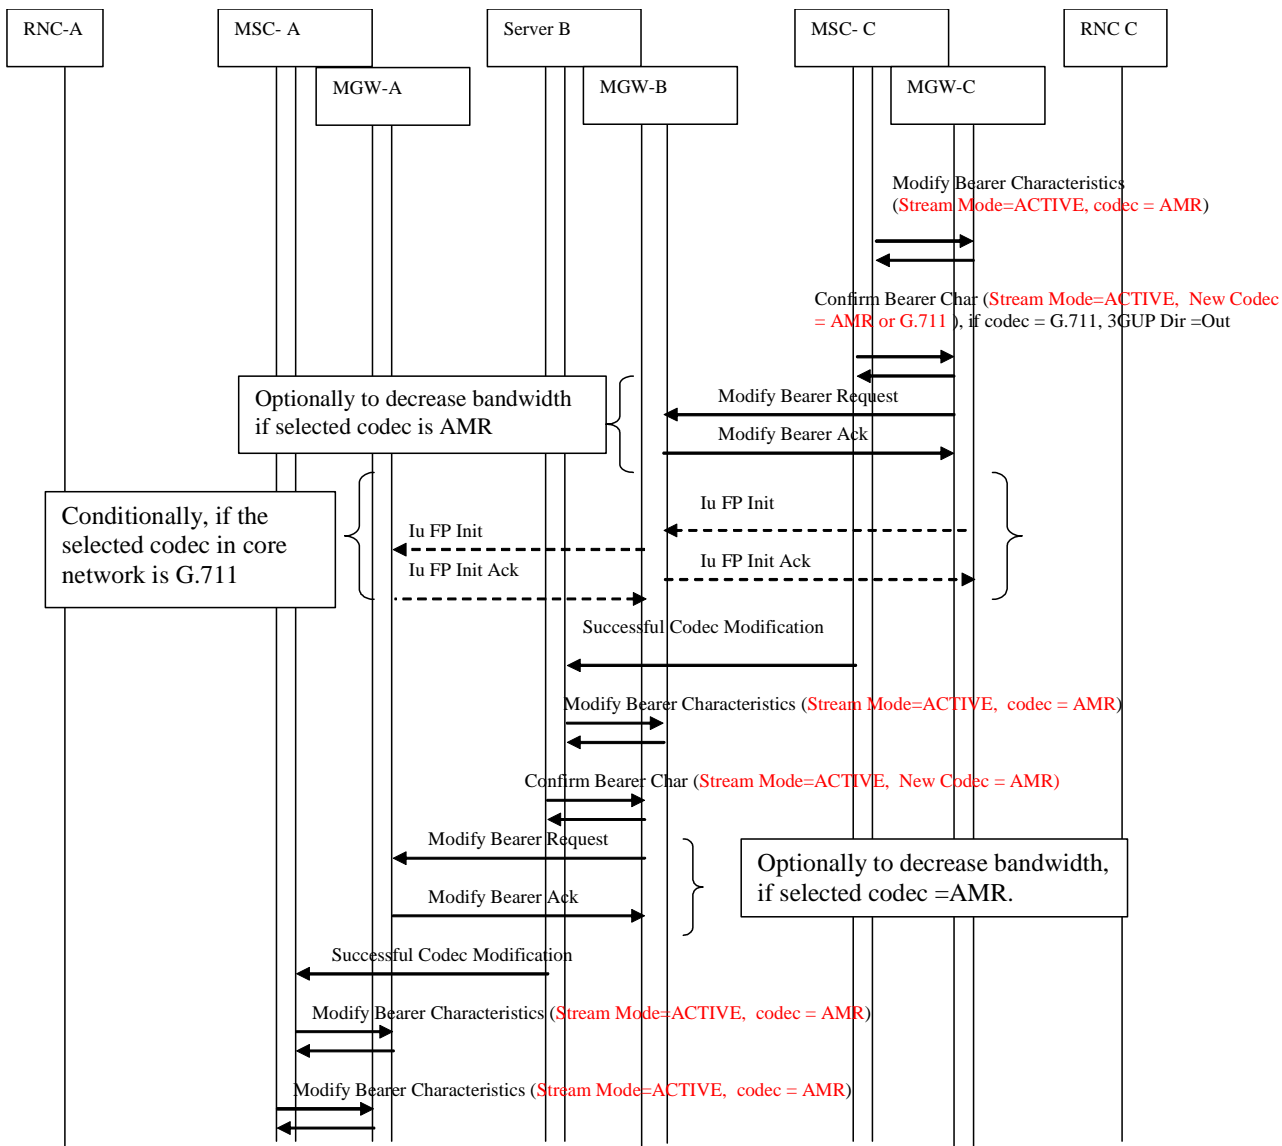 RNC-A
MSC- A
Server B
MSC- C
RNC C
MGW-A
MGW-B
MGW-C
Modify Bearer Characteristics
(Stream Mode=ACTIVE, codec = AMR)
Confirm Bearer Char (Stream Mode=ACTIVE, New Codec
= AMR or G.711 ), if codec = G.711, 3GUP Dir =Out
Optionally to decrease bandwidth
if selected codec is AMR
Modify Bearer Request
Modify Bearer Ack
Conditionally, if the
selected codec in core
network is G.711
Iu FP Init
Iu FP Init
Iu FP Init Ack
Iu FP Init Ack
Successful Codec Modification
Modify Bearer Characteristics (Stream Mode=ACTIVE, codec = AMR)
Confirm Bearer Char (Stream Mode=ACTIVE, New Codec = AMR)
Modify Bearer Request
Optionally to decrease bandwidth,
if selected codec =AMR.
Modify Bearer Ack
Successful Codec Modification
Modify Bearer Characteristics (Stream Mode=ACTIVE, codec = AMR)
Modify Bearer Characteristics (Stream Mode=ACTIVE, codec = AMR)